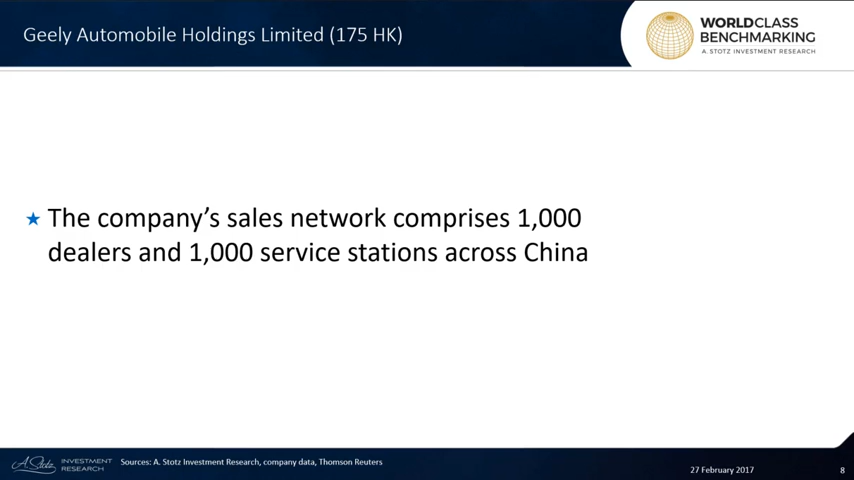 Geely Automobile Holdings Limited (175 HK)
WORLDCLASS
BENCHMARKING
A. STOTZ INVESTMENT RESEARCH
★ The company’s sales network comprises 1,000
dealers and 1,000 service stations across China
A. Stotz
INVESTMENT
RESEARCH
Sources: A. Stotz Investment Research, company data, Thomson Reuters
27 February 2017
8